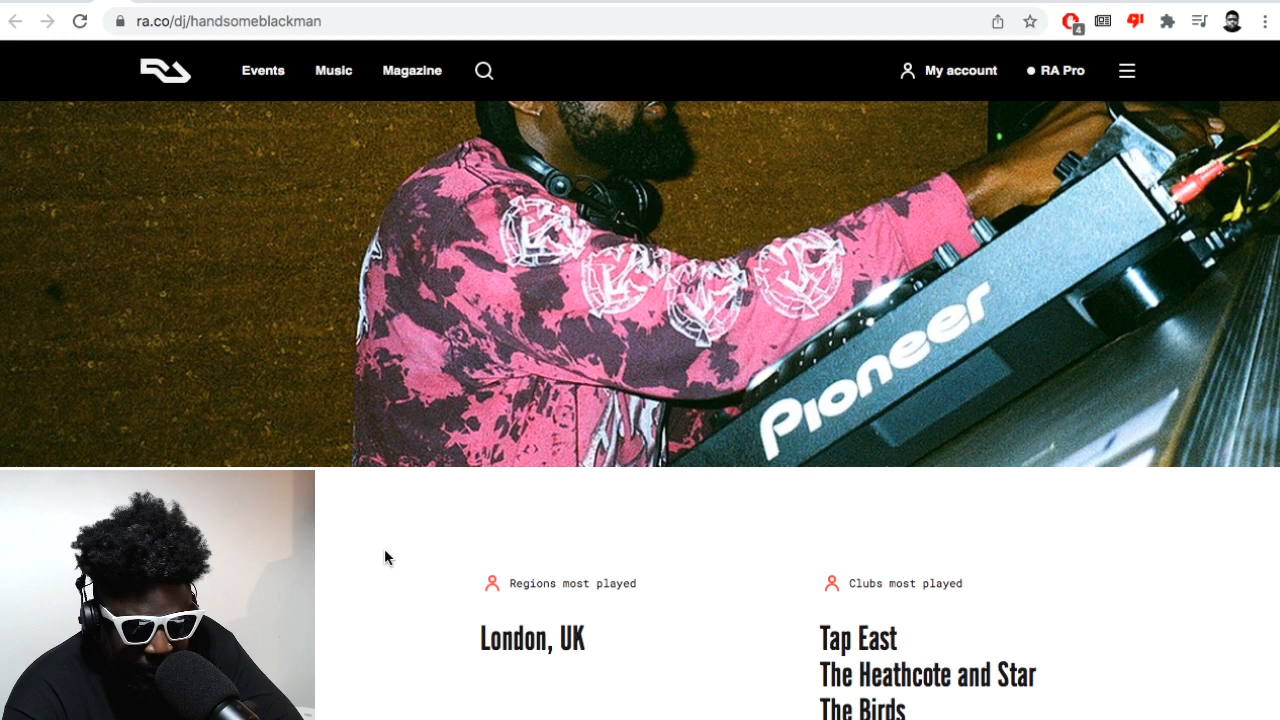 ra.co/dj/handsomeblackman
4
Events Music Magazine
My account RA Pro
Pioneer
Regions most played
Clubs most played
London, UK
Tap East
The Heathcote and Star
The Birds